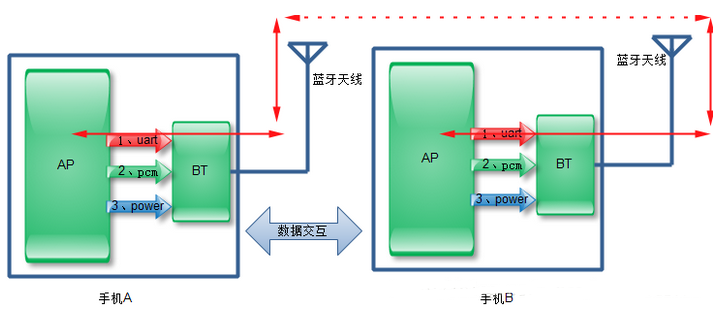 蓝牙天线
AP
1、uart
2、pcm
3、power
BT
手机A
数据交互
蓝牙天线
AP
1、uart
2、pcm
3、power
BT
手机B